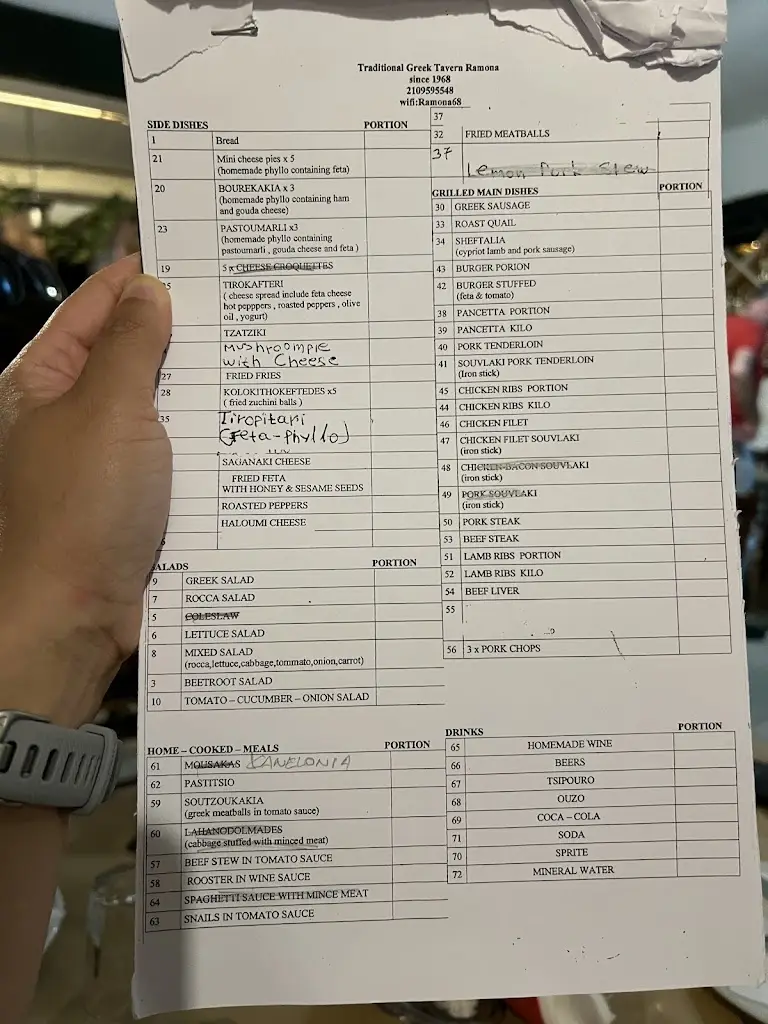 Traditional Greek Tavern Ramona
since 1968
2109595548
wifi:Ramona68
SIDE DISHES PORTION
1 Bread
21 Mini cheese pies x 5
(homemade phyllo containing feta)
20 BOUREKAKIA x 3
(homemade phyllo containing ham
and gouda cheese)
23 PASTOUMARLI x3
(homemade phyllo containing
pastoumarli , gouda cheese and feta )
19 5 x CHEESE CROQUETTES
TIROKAFTERI
( cheese spread include feta cheese
hot pepppers , roasted peppers , olive
oil , yogurt)
TZATZIKI
Mushroompie
with Cheese
27 FRIED FRIES
28 KOLOKITHOKEFTEDES x5
( fried zuchini balls )
35 Tiropitari
(Feta-phyllo)
SAGANAKI CHEESE
FRIED FETA
WITH HONEY & SESAME SEEDS
ROASTED PEPPERS
HALOUMI CHEESE
ALADS PORTION
9 GREEK SALAD
7 ROCCA SALAD
5 COLESLAW
6 LETTUCE SALAD
8 MIXED SALAD
(rocca,lettuce,cabbage,tommato,onion,carrot)
3 BEETROOT SALAD
10 TOMATO – CUCUMBER – ONION SALAD
HOME – COOKED – MEALS PORTION
61 MOUSAKAS KANELONIA
62 PASTITSIO
59 SOUTZOUKAKIA
(greek meatballs in tomato sauce)
60 LAHANODOLMADES
(cabbage stuffed with minced meat)
57 BEEF STEW IN TOMATO SAUCE
58 ROOSTER IN WINE SAUCE
64 SPAGHETTI SAUCE WITH MINCE MEAT
63 SNAILS IN TOMATO SAUCE
37
32 FRIED MEATBALLS
37 Lemon Pork Stew
GRILLED MAIN DISHES PORTION
30 GREEK SAUSAGE
33 ROAST QUAIL
34 SHEFTALIA
(cypriot lamb and pork sausage)
43 BURGER PORION
42 BURGER STUFFED
(feta & tomato)
38 PANCETTA PORTION
39 PANCETTA KILO
40 PORK TENDERLOIN
41 SOUVLAKI PORK TENDERLOIN
(Iron stick)
45 CHICKEN RIBS PORTION
44 CHICKEN RIBS KILO
46 CHICKEN FILET
47 CHICKEN FILET SOUVLAKI
(iron stick)
48 CHICKEN-BACON SOUVLAKI
(iron stick)
49 PORK SOUVLAKI
(iron stick)
50 PORK STEAK
53 BEEF STEAK
51 LAMB RIBS PORTION
52 LAMB RIBS KILO
54 BEEF LIVER
55
56 3 x PORK CHOPS
DRINKS PORTION
65 HOMEMADE WINE
66 BEERS
67 TSIPOURO
68 OUZO
69 COCA – COLA
71 SODA
70 SPRITE
72 MINERAL WATER